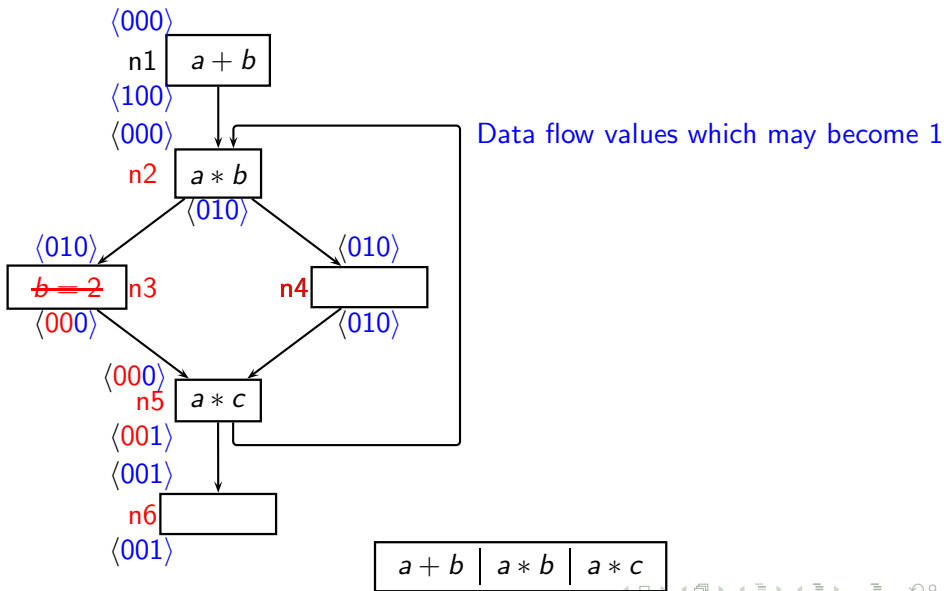 ⟨000⟩
n1 a + b
⟨100⟩
⟨000⟩
Data flow values which may become 1
n2 a ∗ b
⟨010⟩
⟨010⟩ ⟨010⟩
b = 2 n3 n4
⟨000⟩ ⟨010⟩
⟨000⟩
n5 a ∗ c
⟨001⟩
⟨001⟩
n6
⟨001⟩
a + b | a ∗ b | a ∗ c